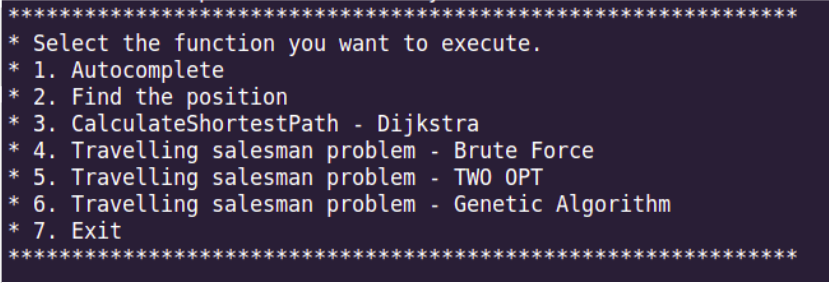 **************************************************************
* Select the function you want to execute.
* 1. Autocomplete
* 2. Find the position
* 3. CalculateShortestPath - Dijkstra
* 4. Travelling salesman problem - Brute Force
* 5. Travelling salesman problem - TWO OPT
* 6. Travelling salesman problem - Genetic Algorithm
* 7. Exit
**************************************************************